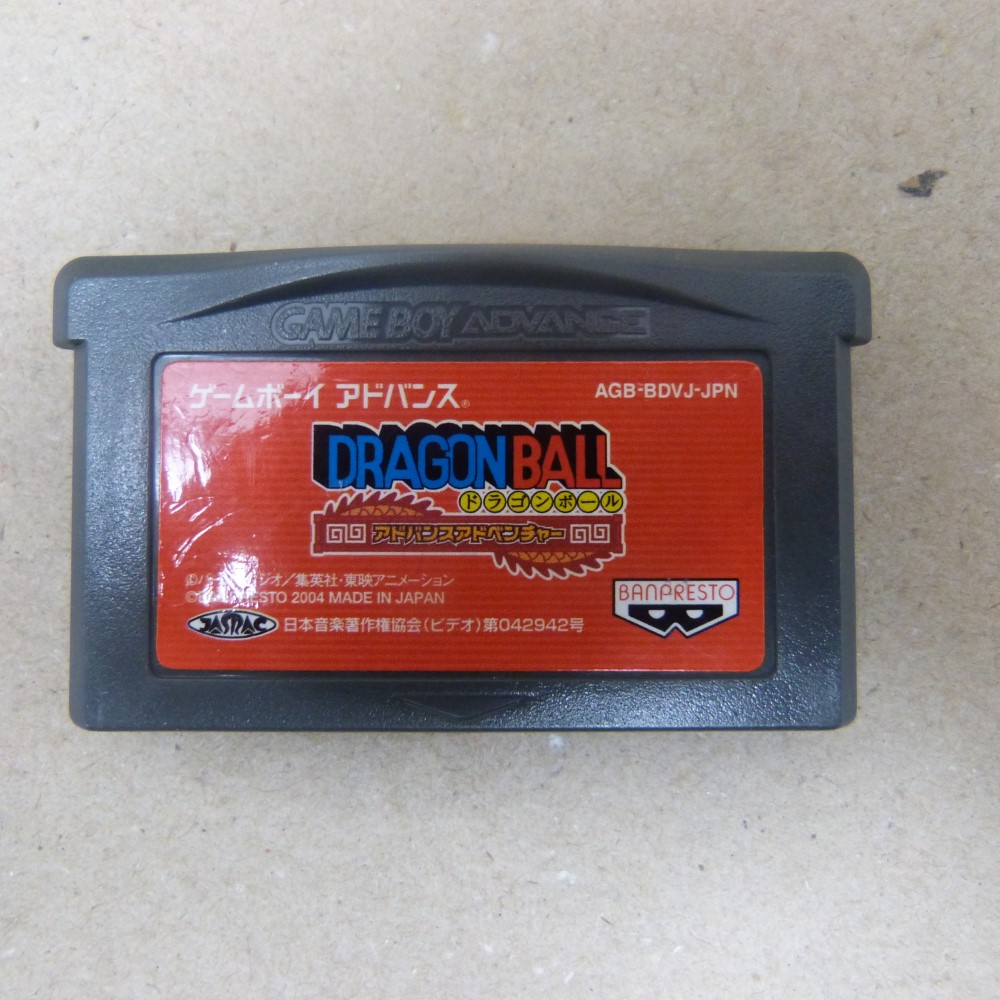 GAME BOY ADVANCE
ゲームボーイ アドバンス®
AGB-BDVJ-JPN
DRAGON BALL
ドラゴンボール
アドバンスアドベンチャー
ジオ/集英社・東映アニメーション
2004 MADE IN JAPAN
BANPRESTO
JASRAC 日本音楽著作権協会(ビデオ)第042942号